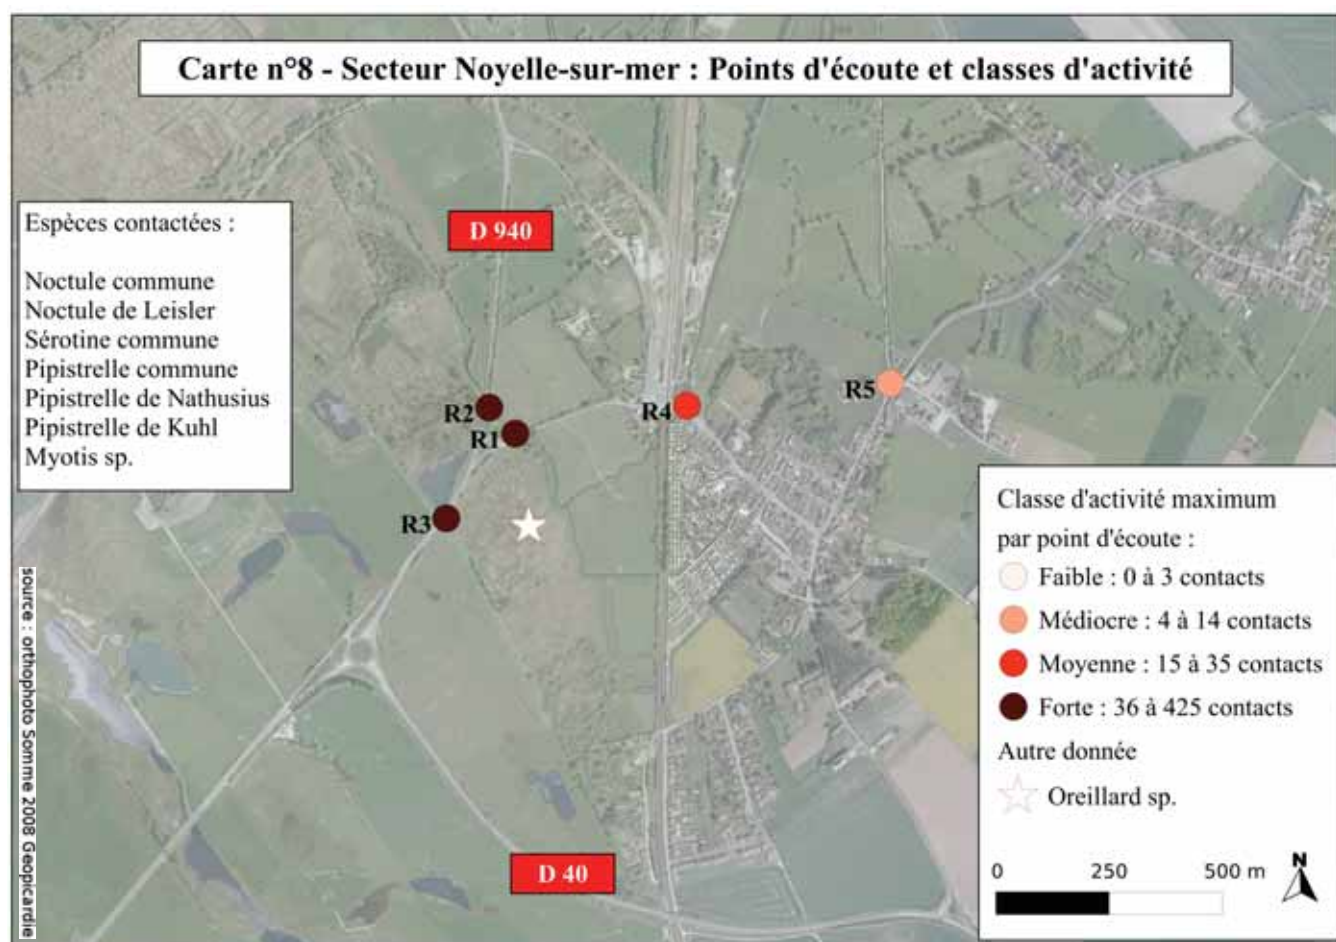 Carte n°8 - Secteur Noyelle-sur-mer : Points d'écoute et classes d'activité
Espèces contactées :
Noctule commune
Noctule de Leisler
Sérotine commune
Pipistrelle commune
Pipistrelle de Nathusius
Pipistrelle de Kuhl
Myotis sp.
D 940
R2
R1
R3
R4
R5
D 40
Classe d'activité maximum
par point d'écoute :
Faible : 0 à 3 contacts
Médiocre : 4 à 14 contacts
Moyenne : 15 à 35 contacts
Forte : 36 à 425 contacts
Autre donnée
Oreillard sp.
0 250 500 m
N
source : orthophoto Somme 2008 Geopicardie